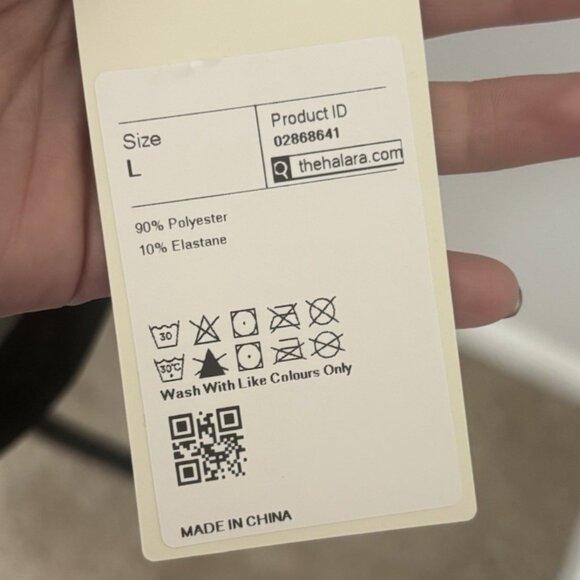 Size
L
Product ID
02868641
thehalara.com
90% Polyester
10% Elastane
30
30°C
Wash With Like Colours Only
MADE IN CHINA